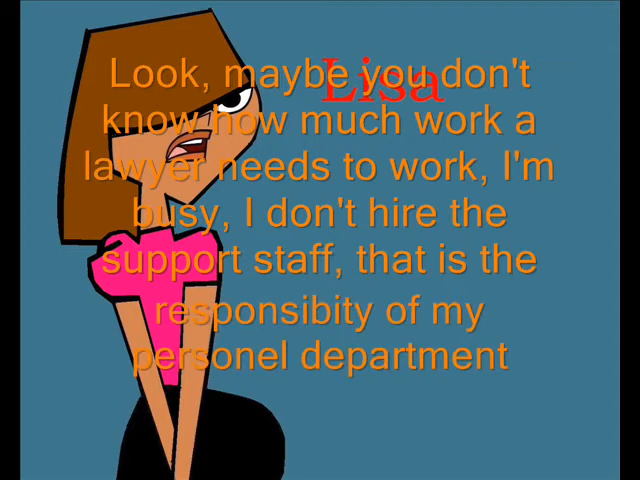 Lisa
Look, maybe you don't
know how much work a
lawyer needs to work, I'm
busy, I don't hire the
support staff, that is the
responsibity of my
personel department